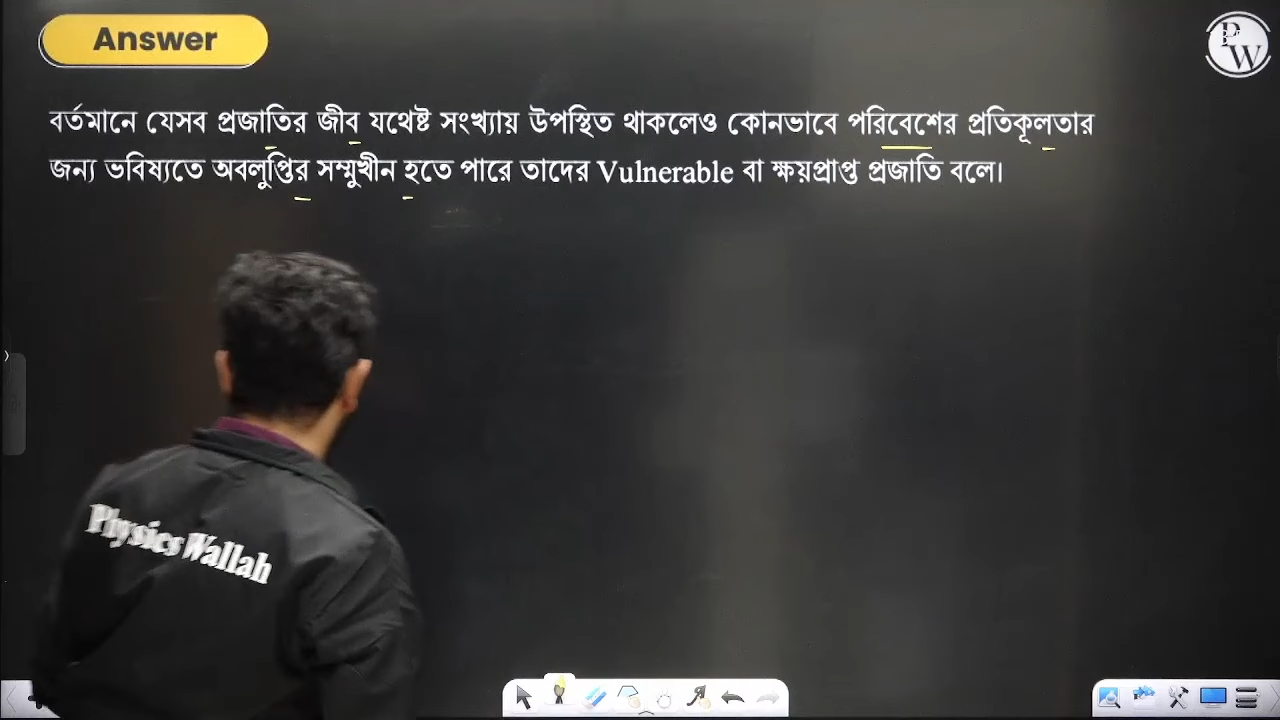 Answer
PW
বর্তমানে যেসব প্রজাতির জীব যথেষ্ট সংখ্যায় উপস্থিত থাকলেও কোনভাবে পরিবেশের প্রতিকূলতার
জন্য ভবিষ্যতে অবলুপ্তির সম্মুখীন হতে পারে তাদের Vulnerable বা ক্ষয়প্রাপ্ত প্রজাতি বলে।
Physics Wallah